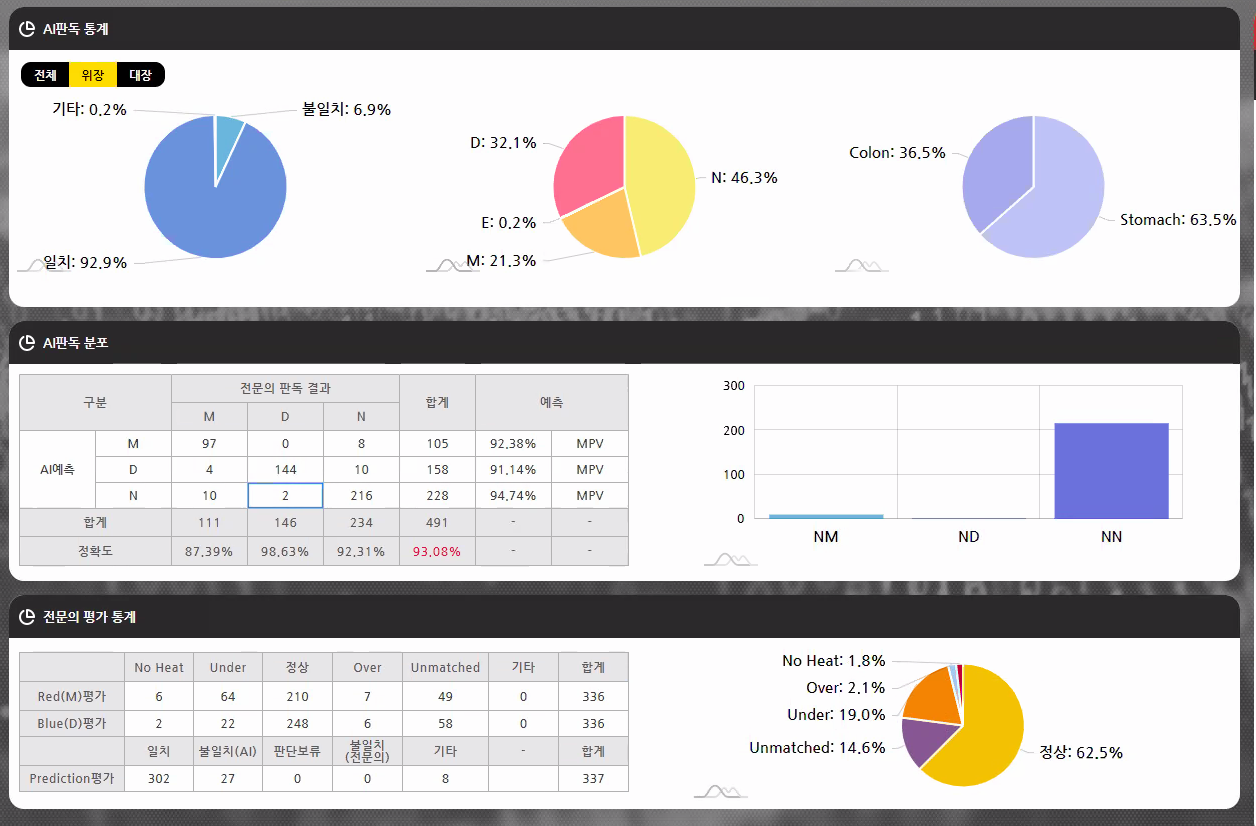 AI판독 통계
전체 위장 대장
기타: 0.2%
불일치: 6.9%
일치: 92.9%
D: 32.1%
N: 46.3%
E: 0.2%
M: 21.3%
Colon: 36.5%
Stomach: 63.5%
AI판독 분포
구분 전문의 판독 결과 합계 예측
M D N
AI예측 M 97 0 8 105 92.38% MPV
D 4 144 10 158 91.14% MPV
N 10 2 216 228 94.74% MPV
합계 111 146 234 491 - -
정확도 87.39% 98.63% 92.31% 93.08% - -
300
200
100
0
NM ND NN
전문의 평가 통계
No Heat Under 정상 Over Unmatched 기타 합계
Red(M)평가 6 64 210 7 49 0 336
Blue(D)평가 2 22 248 6 58 0 336
일치 불일치(AI) 판단보류 불일치 기타 - 합계
(전문의)
Prediction평가 302 27 0 0 8 337
No Heat: 1.8%
Over: 2.1%
Under: 19.0%
Unmatched: 14.6%
정상: 62.5%